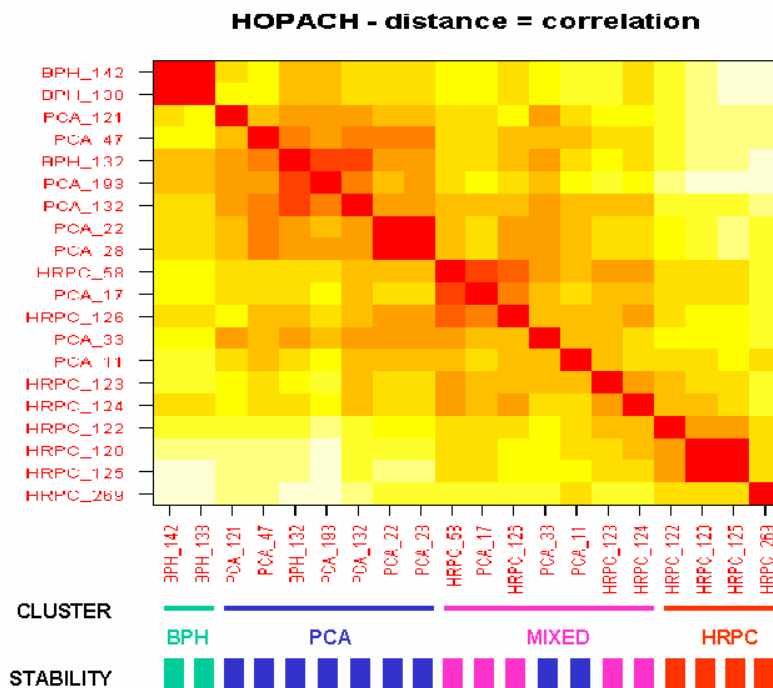 HOPACH - distance = correlation
BPH_142
BPH_130
PCA_121
PCA_47
BPH_132
PCA_193
PCA_132
PCA_22
PCA_28
HRPC_58
PCA_17
HRPC_126
PCA_33
PCA_11
HRPC_123
HRPC_124
HRPC_122
HRPC_120
HRPC_125
HRPC_269
BPH_142
BPH_133
PCA_121
PCA_47
BPH_132
PCA_193
PCA_132
PCA_22
PCA_23
HRPC_53
PCA_17
HRPC_123
PCA_33
PCA_11
HRPC_123
HRPC_124
HRPC_122
HRPC_120
HRPC_125
HRPC_269
CLUSTER
BPH PCA MIXED HRPC
STABILITY